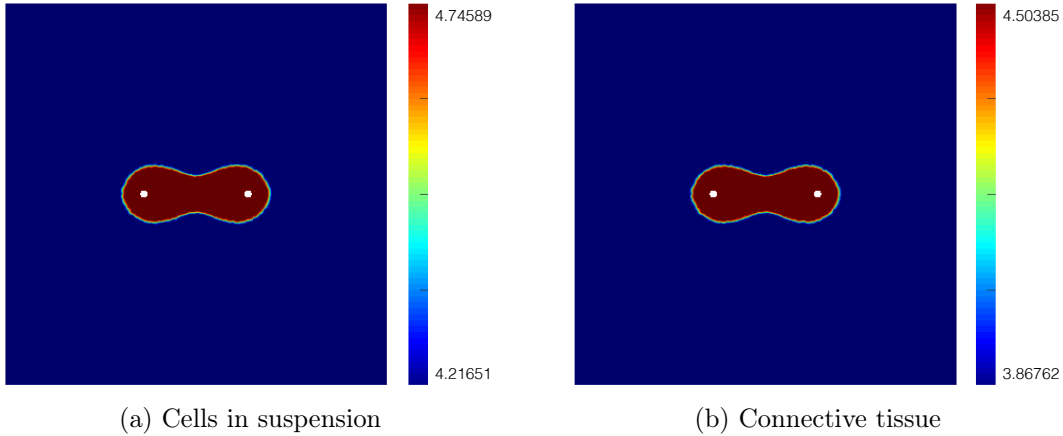 4.74589
4.21651
(a) Cells in suspension
4.50385
3.86762
(b) Connective tissue